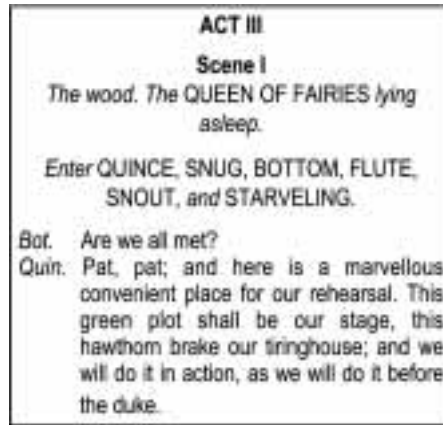 ACT III
Scene I
The wood. The QUEEN OF FAIRIES lying
asleep.
Enter QUINCE, SNUG, BOTTOM, FLUTE,
SNOUT, and STARVELING.
Bot. Are we all met?
Quin. Pat, pat; and here is a marvellous
convenient place for our rehearsal. This
green plot shall be our stage, this
hawthorn brake our tiringhouse; and we
will do it in action, as we will do it before
the duke.